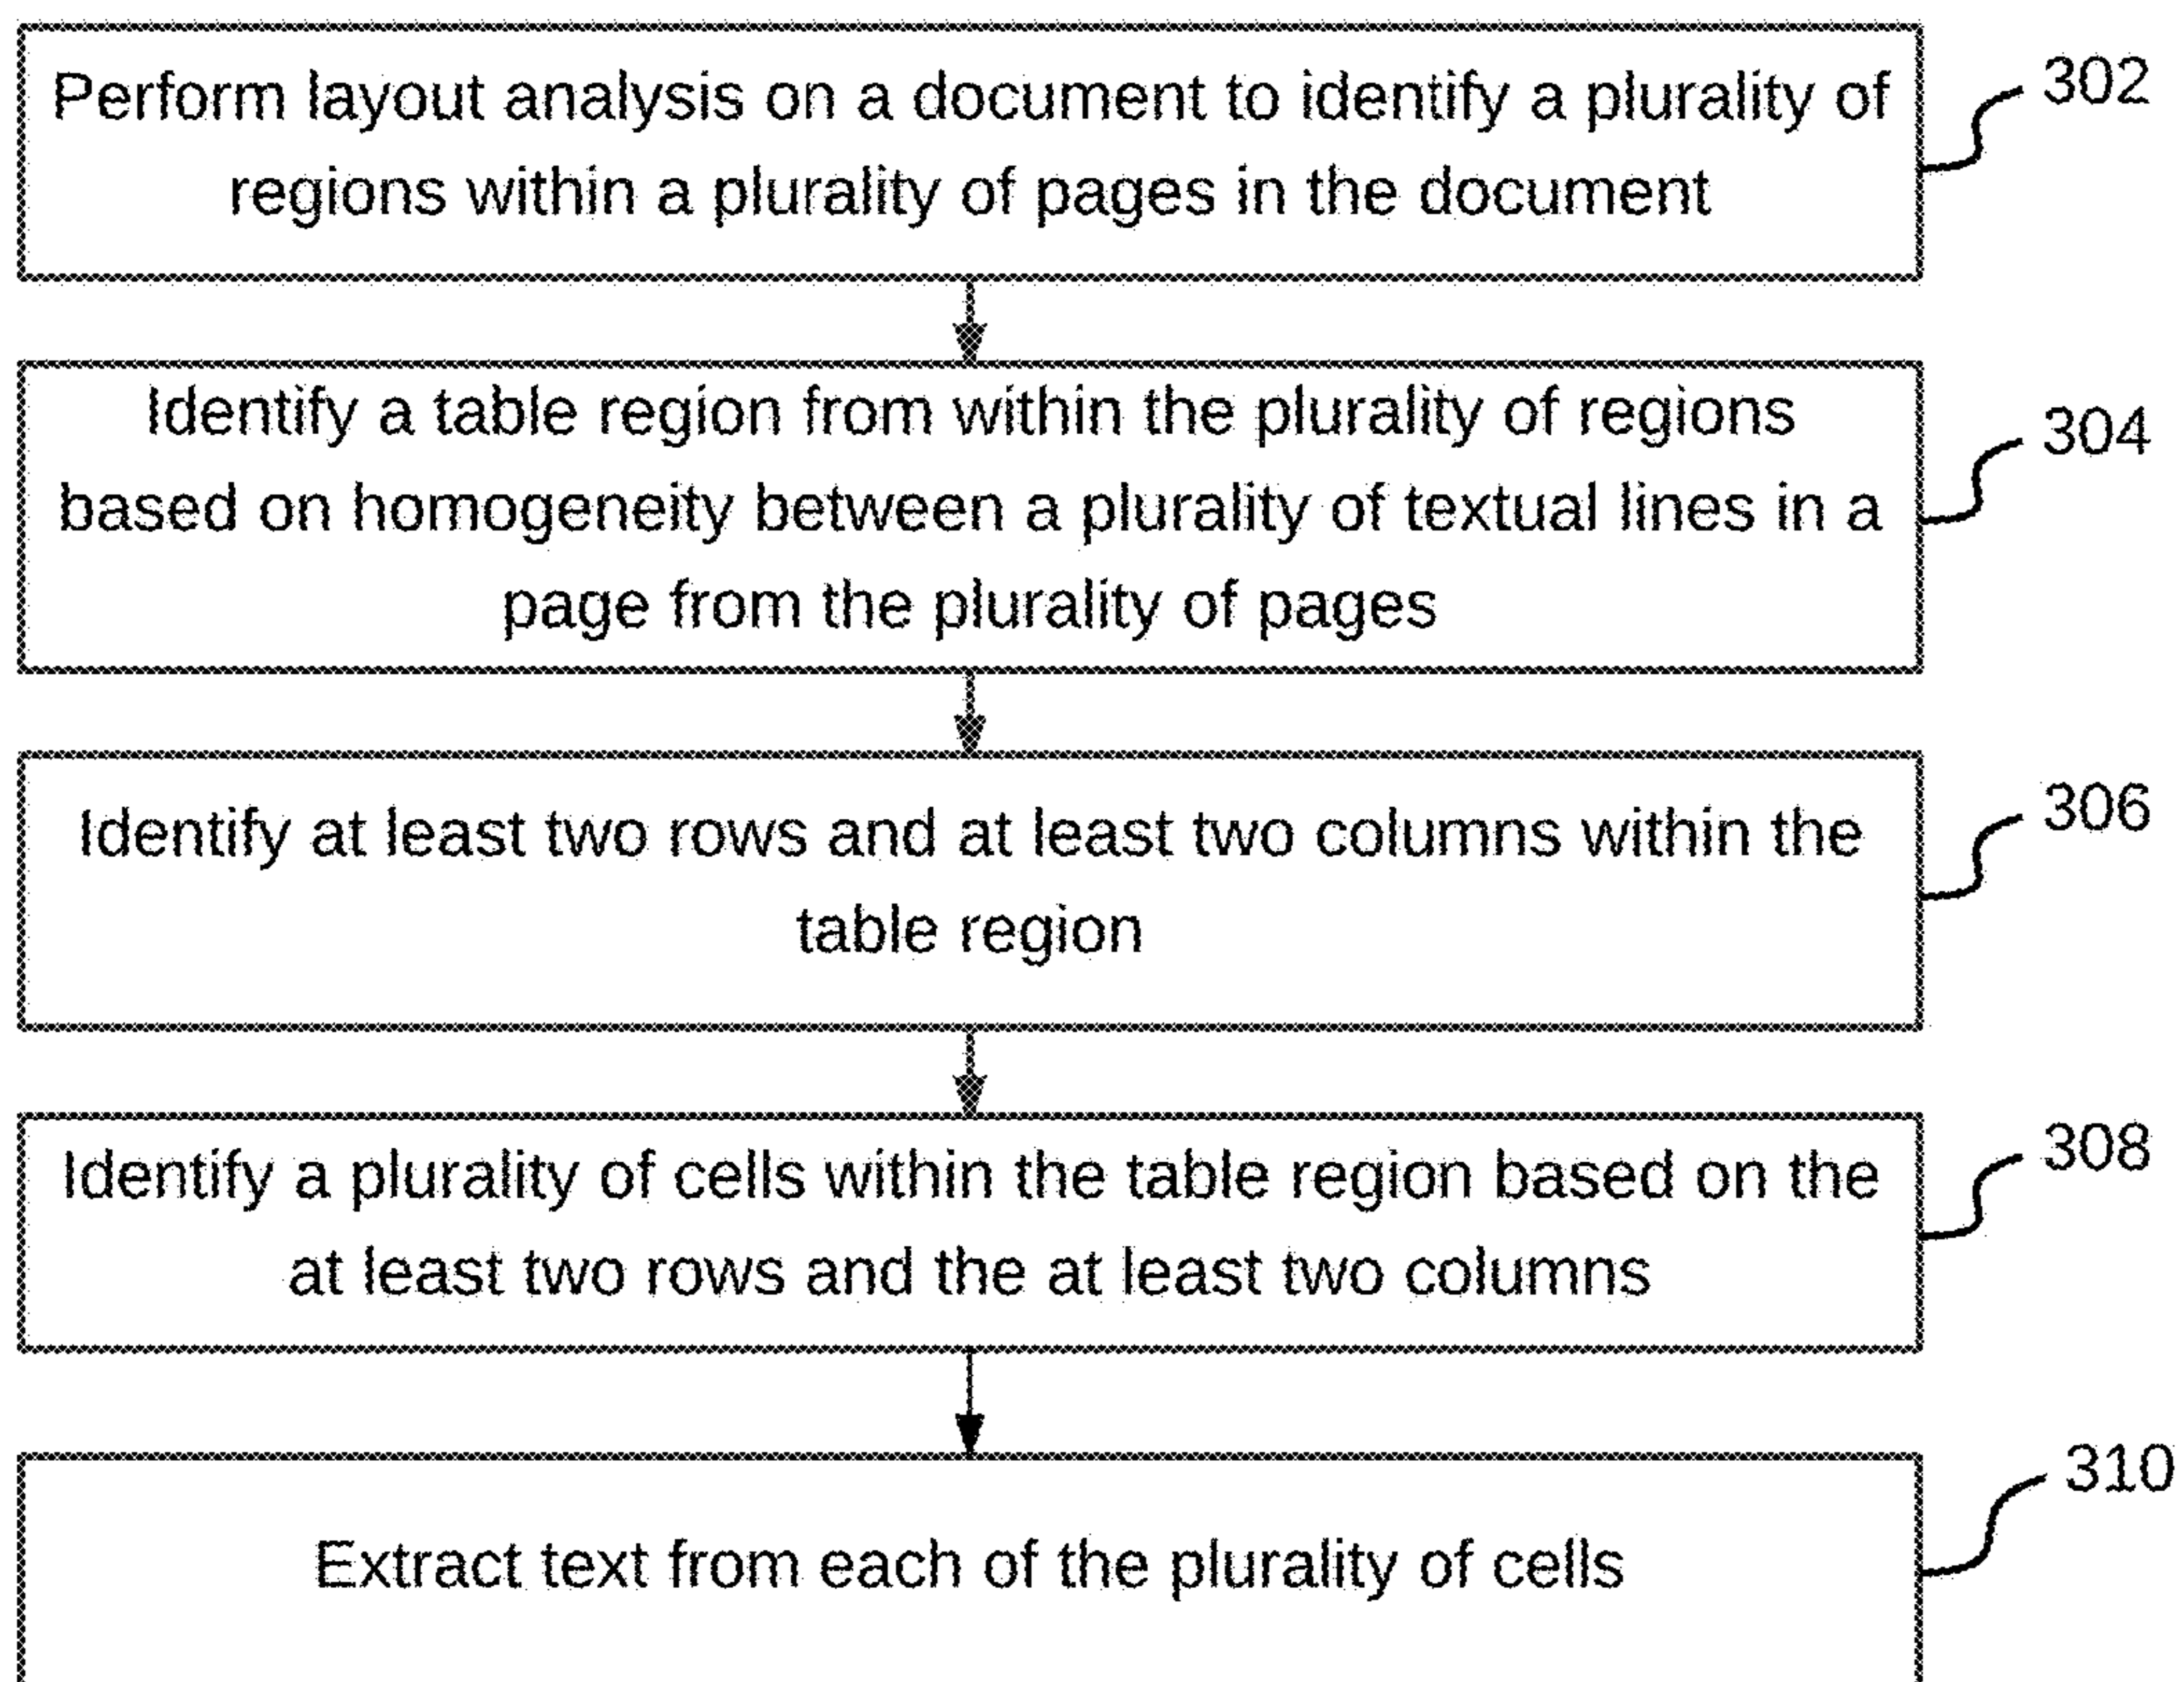 Perform layout analysis on a document to identify a plurality of
regions within a plurality of pages in the document
302
Identify a table region from within the plurality of regions
based on homogeneity between a plurality of textual lines in a
page from the plurality of pages
304
Identify at least two rows and at least two columns within the
table region
306
Identify a plurality of cells within the table region based on the
at least two rows and the at least two columns
308
Extract text from each of the plurality of cells
310